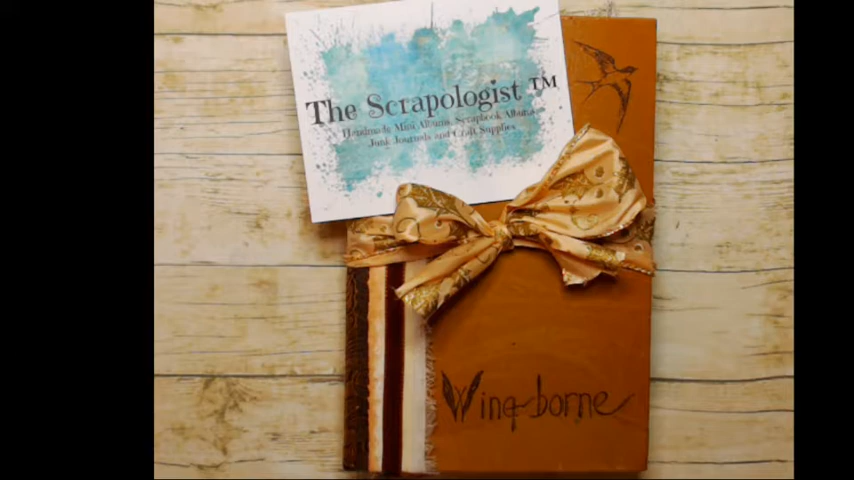 The Scrapologist ™
Handmade Mini Albums, Scrapbook Albums
Junk Journals and Craft Supplies
Wing-borne